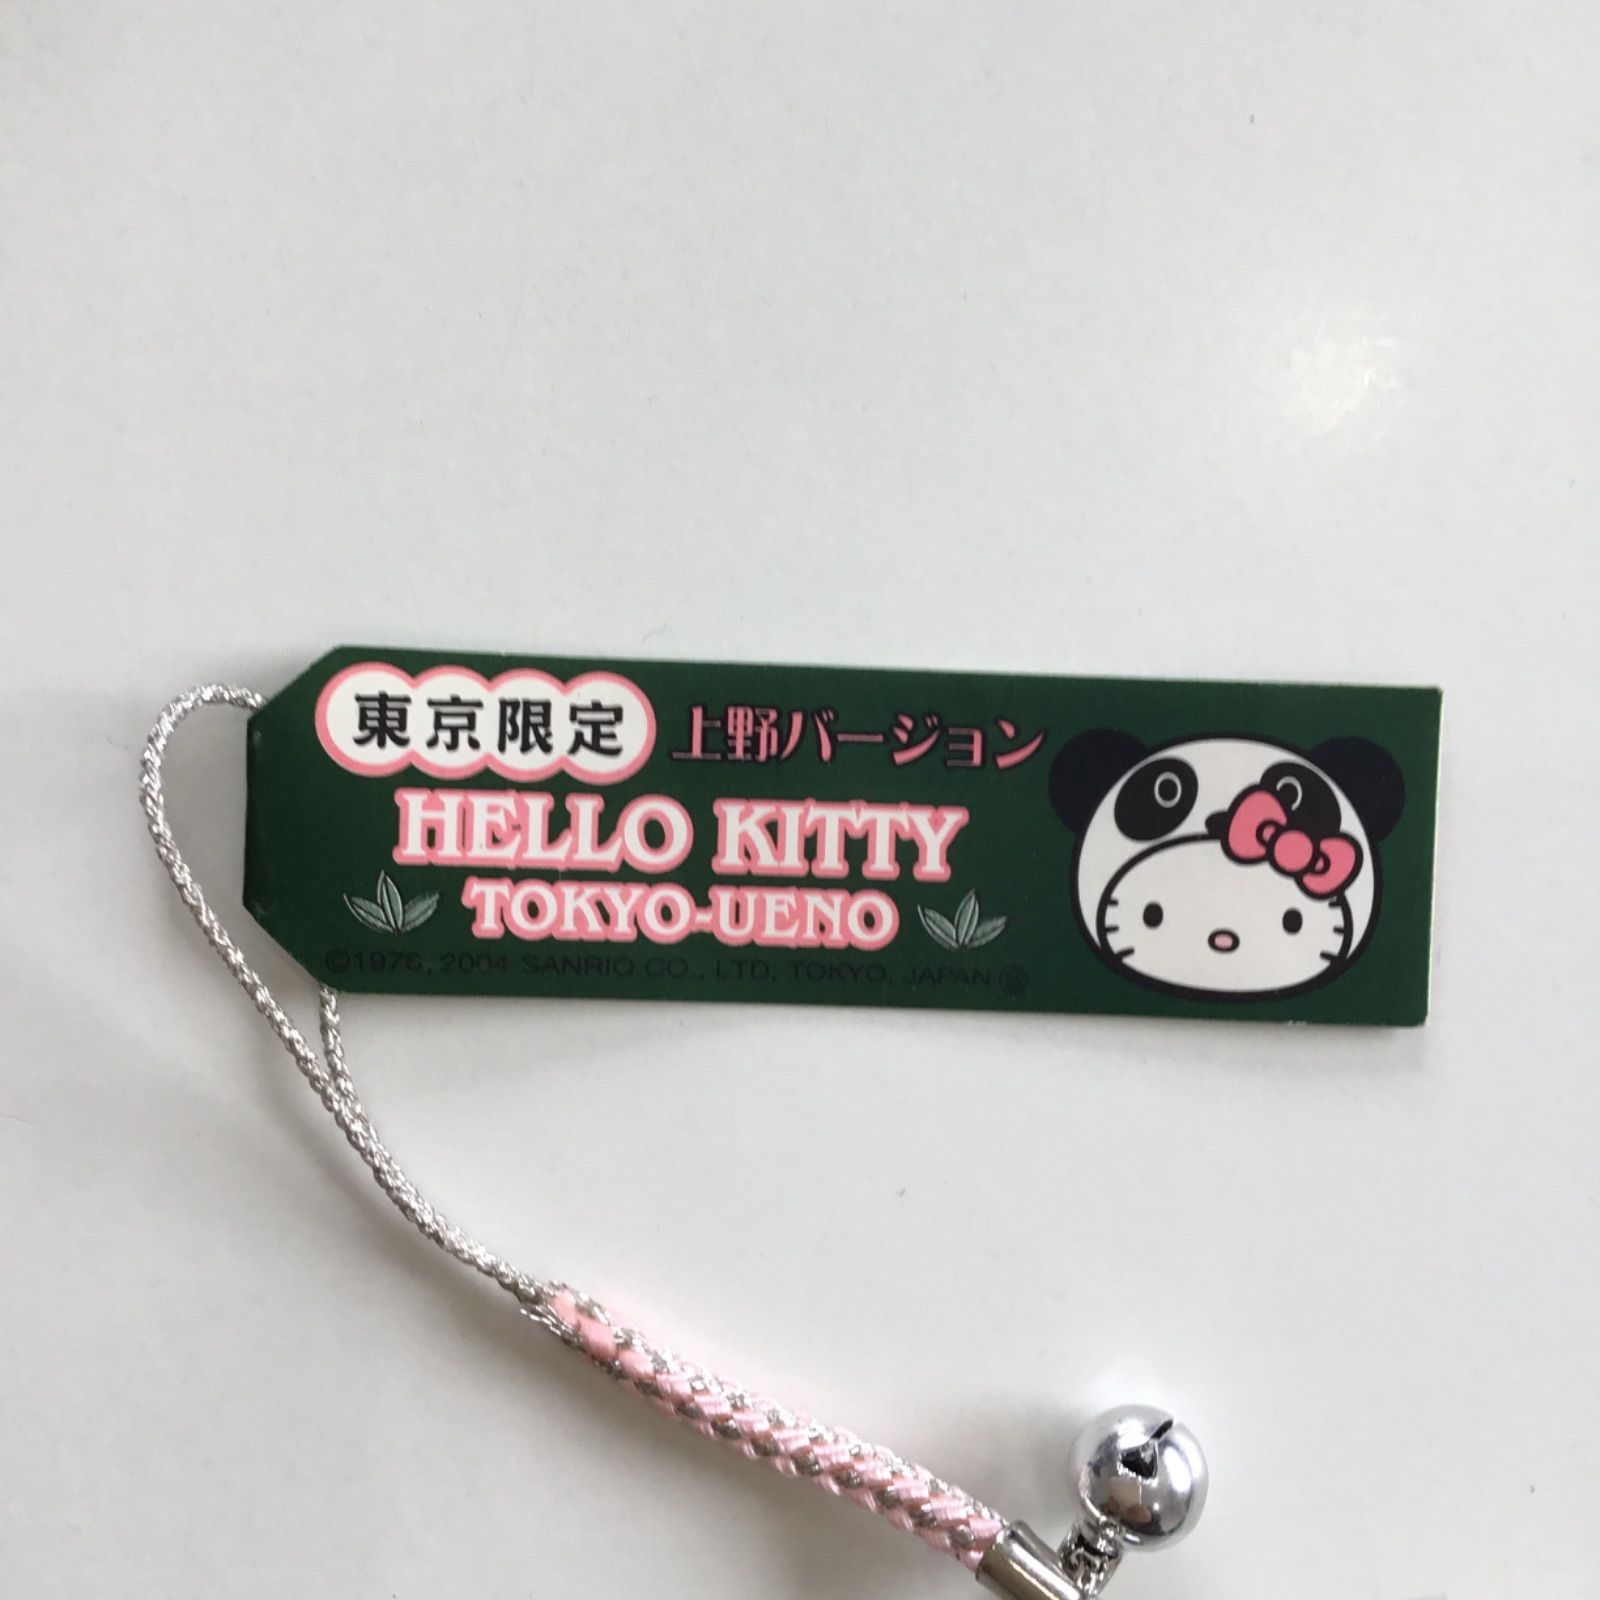 東京限定 上野バージョン
HELLO KITTY
TOKYO-UENO
©1976, 2004 SANRIO CO., LTD. TOKYO, JAPAN Ⓢ